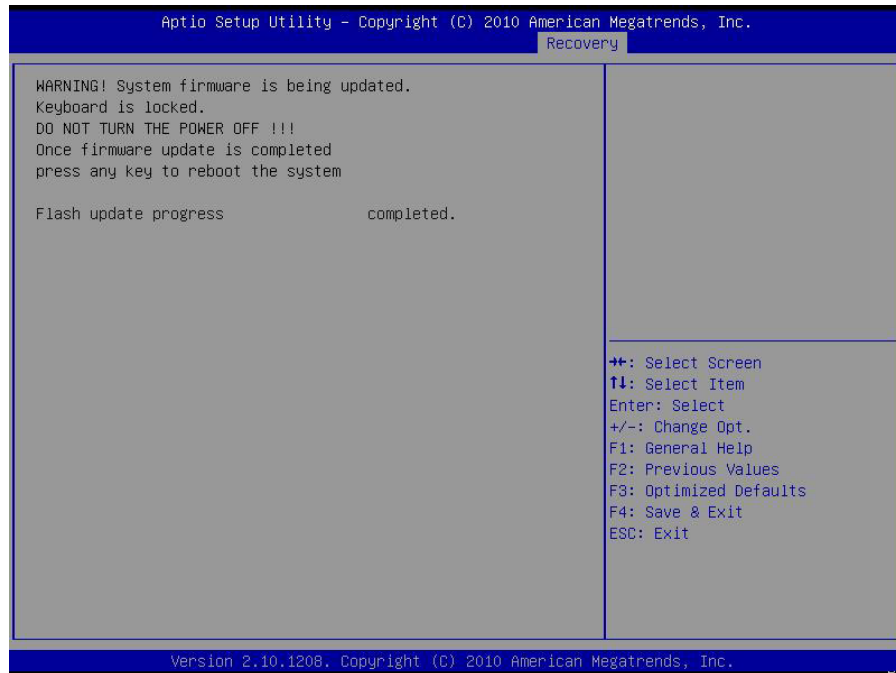 Aptio Setup Utility – Copyright (C) 2010 American Megatrends, Inc.
Recovery
WARNING! System firmware is being updated.
Keyboard is locked.
DO NOT TURN THE POWER OFF !!!
Once firmware update is completed
press any key to reboot the system
Flash update progress completed.
→←: Select Screen
↑↓: Select Item
Enter: Select
+/-: Change Opt.
F1: General Help
F2: Previous Values
F3: Optimized Defaults
F4: Save & Exit
ESC: Exit
Version 2.10.1208. Copyright (C) 2010 American Megatrends, Inc.